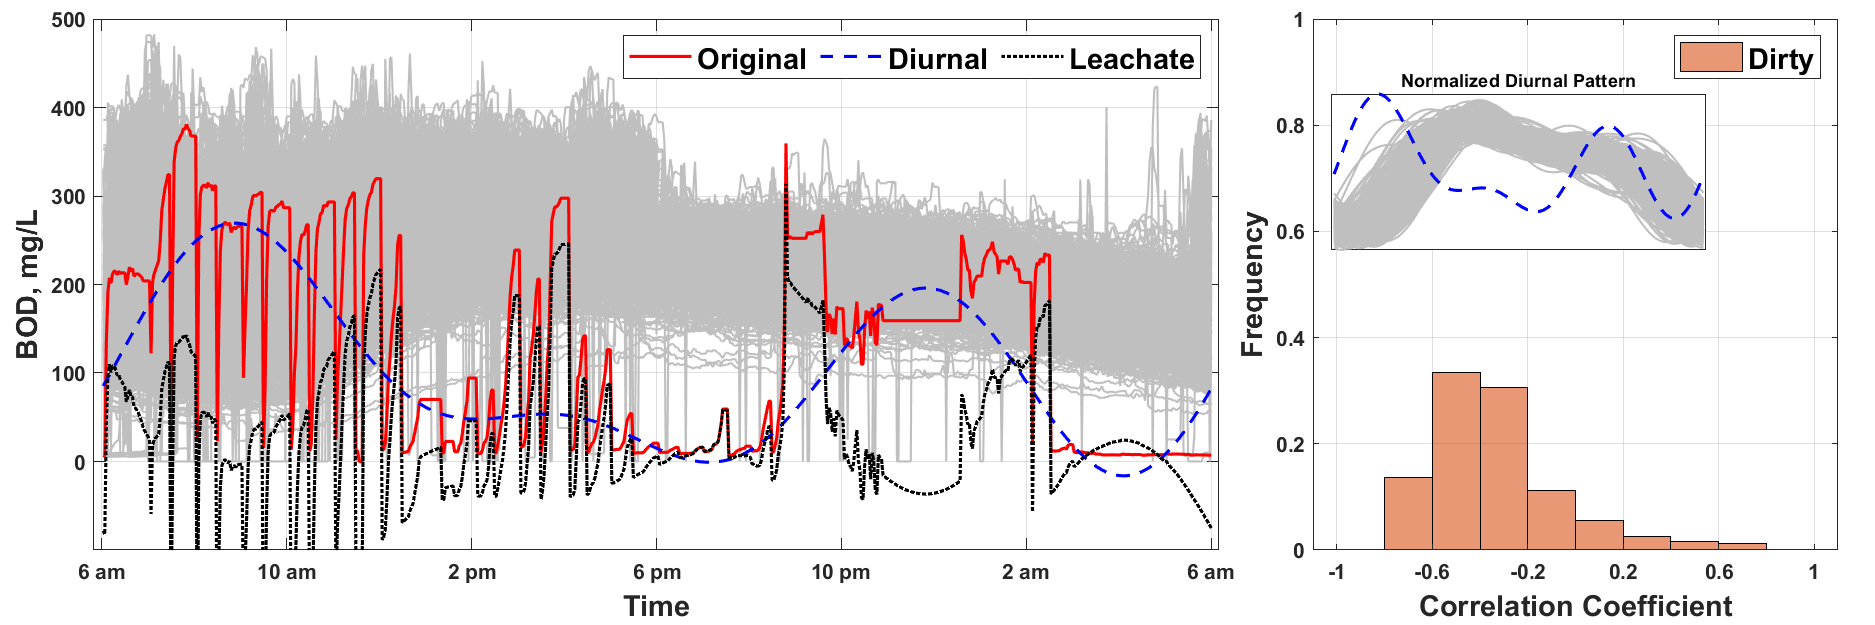 500
400
300
200
100
0
BOD, mg/L
Original Diurnal Leachate
6 am 10 am 2 pm 6 pm 10 pm 2 am 6 am
Time
1
0.8
0.6
0.4
0.2
0
Frequency
Dirty
Normalized Diurnal Pattern
-1 -0.6 -0.2 0.2 0.6 1
Correlation Coefficient